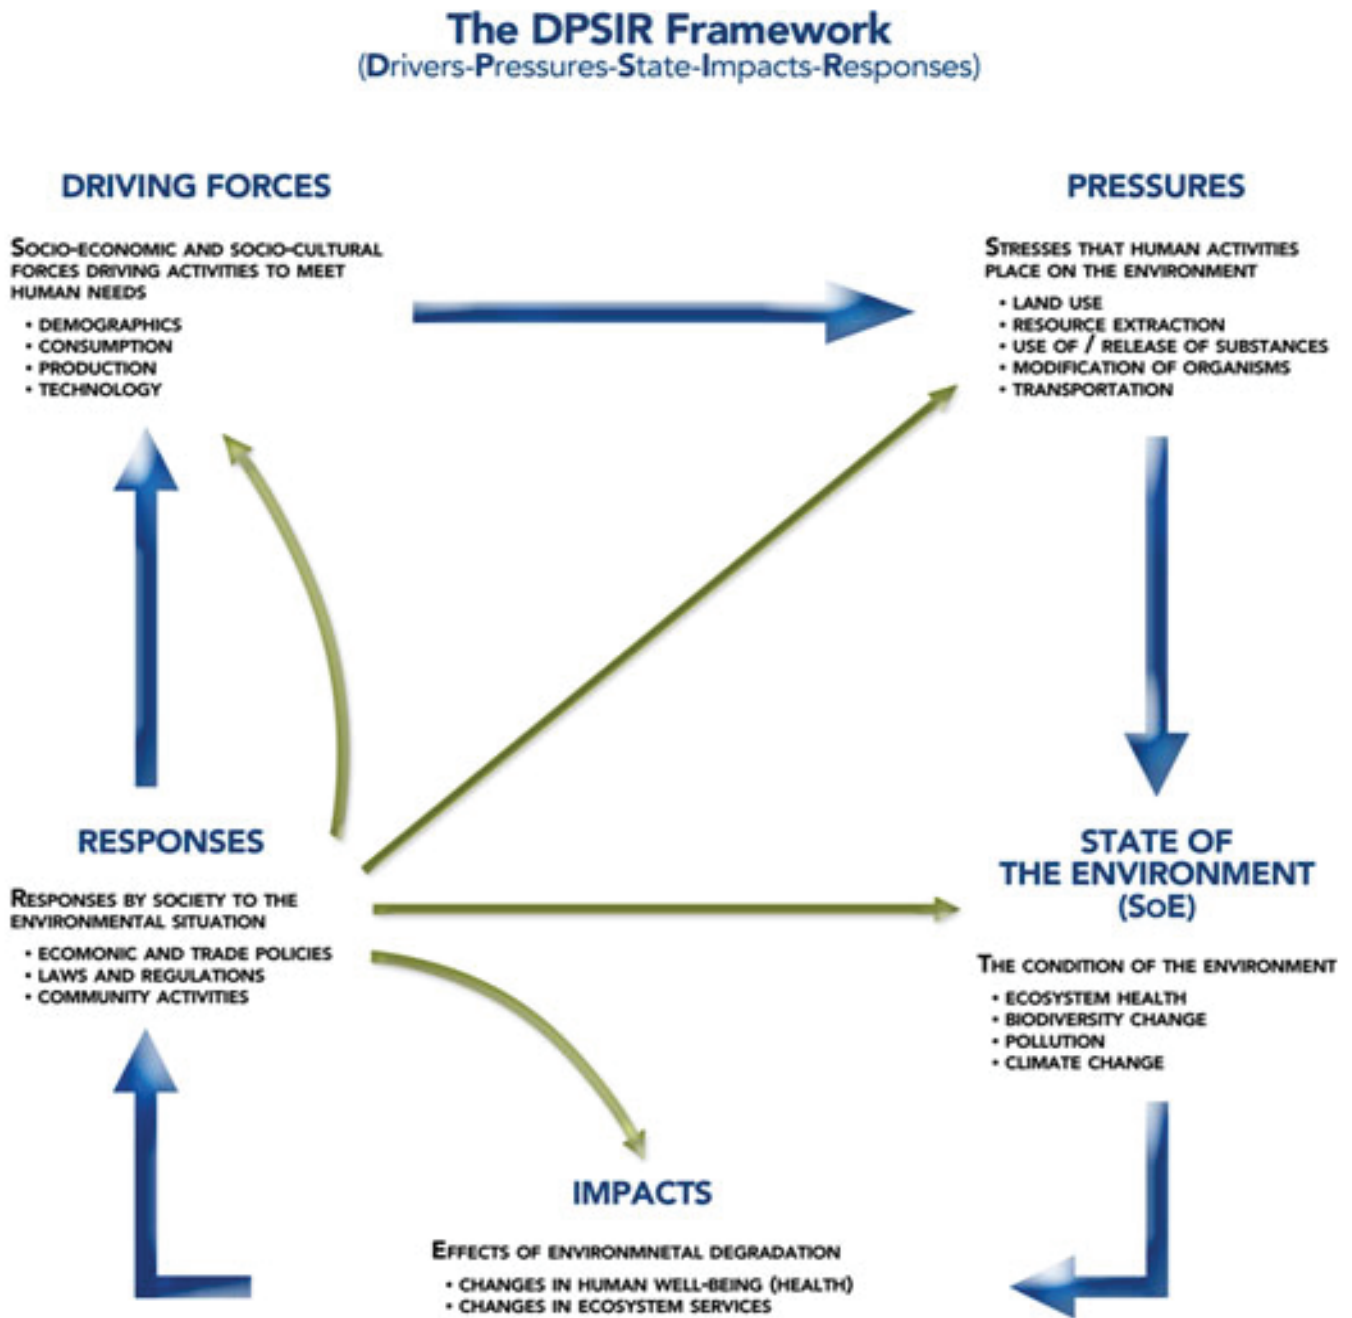 The DPSIR Framework
(Drivers-Pressures-State-Impacts-Responses)
DRIVING FORCES
SOCIO-ECONOMIC AND SOCIO-CULTURAL
FORCES DRIVING ACTIVITIES TO MEET
HUMAN NEEDS
• DEMOGRAPHICS
• CONSUMPTION
• PRODUCTION
• TECHNOLOGY
PRESSURES
STRESSES THAT HUMAN ACTIVITIES
PLACE ON THE ENVIRONMENT
• LAND USE
• RESOURCE EXTRACTION
• USE OF / RELEASE OF SUBSTANCES
• MODIFICATION OF ORGANISMS
• TRANSPORTATION
RESPONSES
RESPONSES BY SOCIETY TO THE
ENVIRONMENTAL SITUATION
• ECOMONIC AND TRADE POLICIES
• LAWS AND REGULATIONS
• COMMUNITY ACTIVITIES
STATE OF
THE ENVIRONMENT
(SOE)
THE CONDITION OF THE ENVIRONMENT
• ECOSYSTEM HEALTH
• BIODIVERSITY CHANGE
• POLLUTION
• CLIMATE CHANGE
IMPACTS
EFFECTS OF ENVIRONMNETAL DEGRADATION
• CHANGES IN HUMAN WELL-BEING (HEALTH)
• CHANGES IN ECOSYSTEM SERVICES